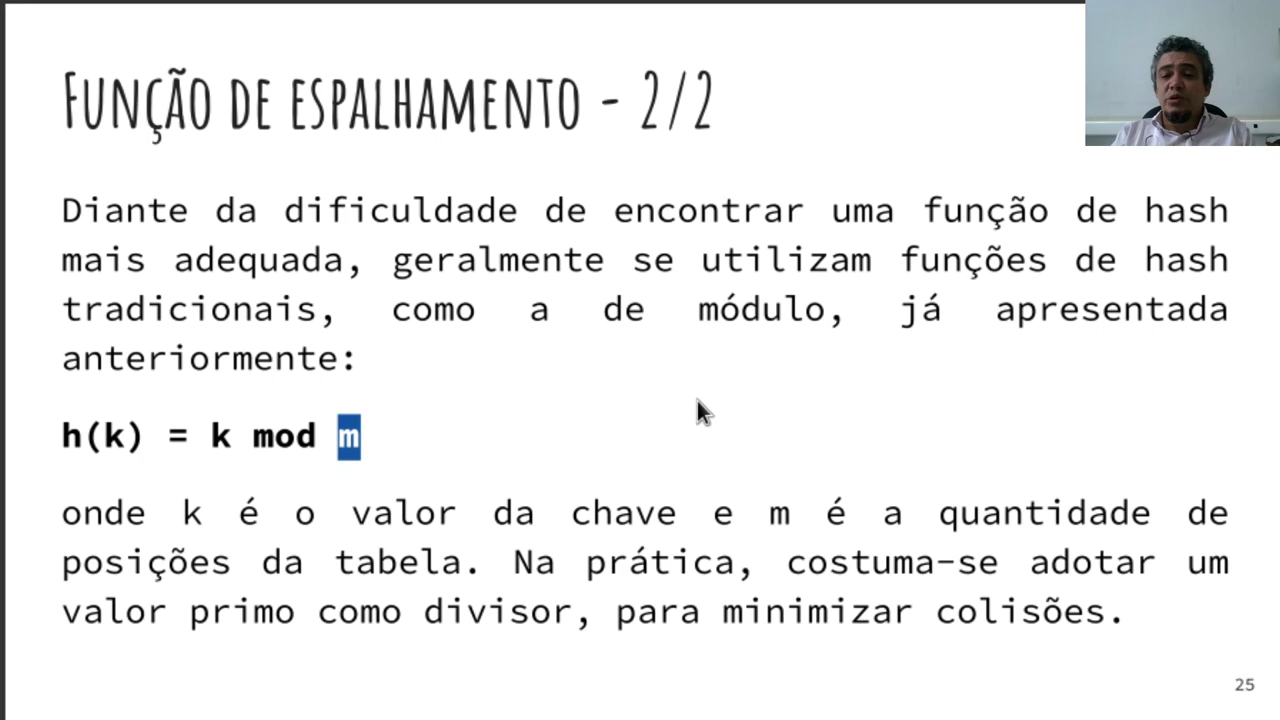 Função de espalhamento - 2/2
Diante da dificuldade de encontrar uma função de hash
mais adequada, geralmente se utilizam funções de hash
tradicionais, como a de módulo, já apresentada
anteriormente:
h(k) = k mod m
onde k é o valor da chave e m é a quantidade de
posições da tabela. Na prática, costuma-se adotar um
valor primo como divisor, para minimizar colisões.
25